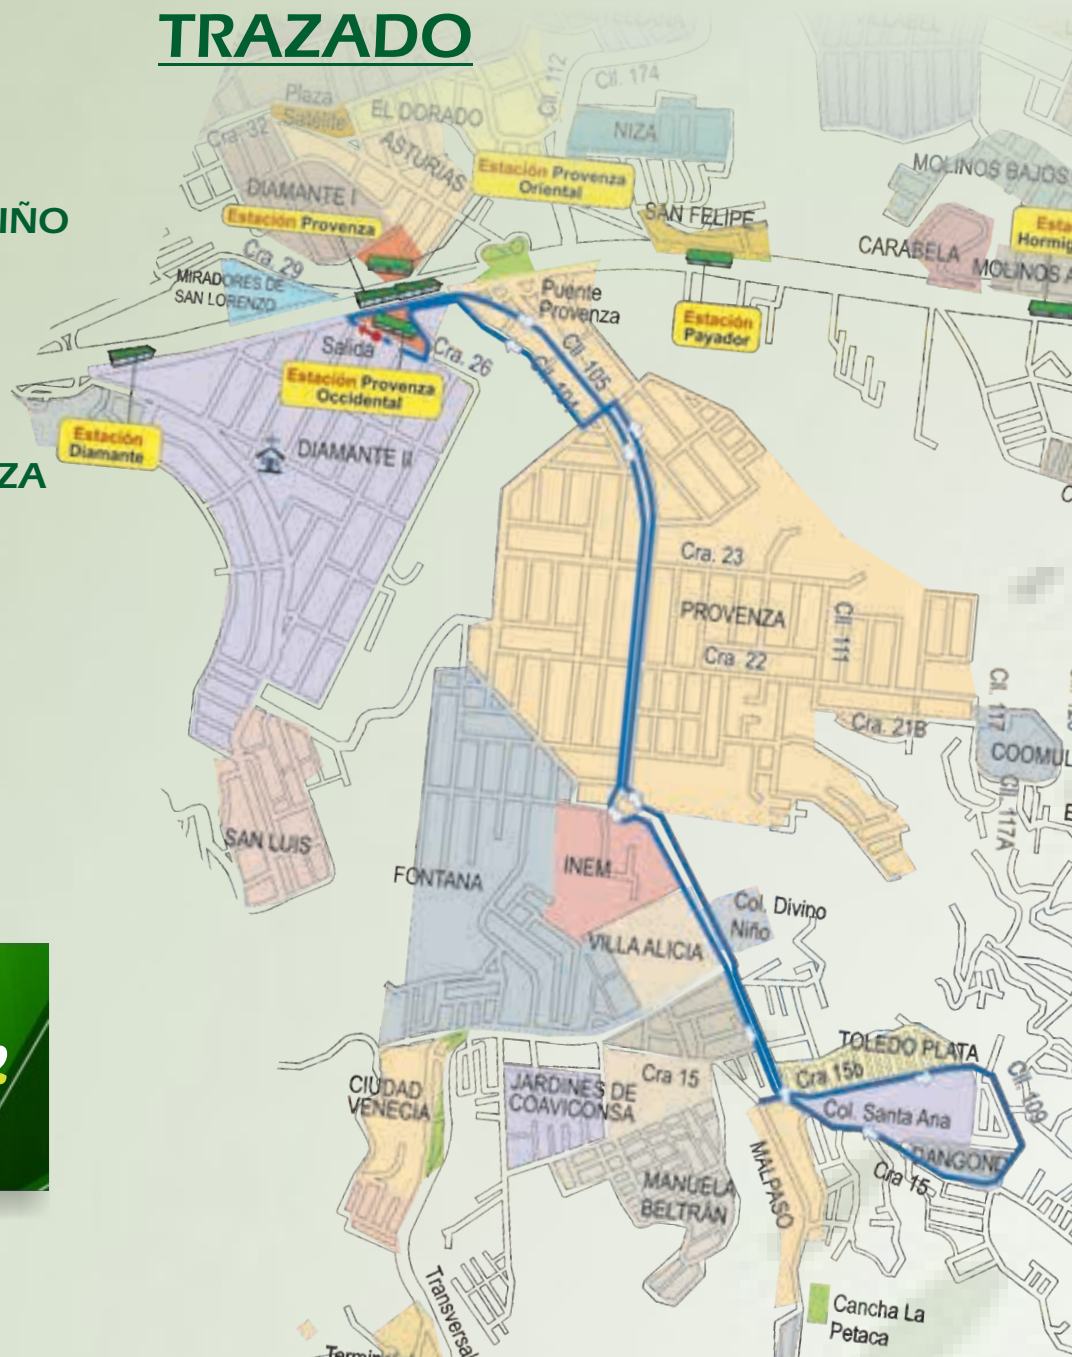 TRAZADO
Cll. 112
Cll. 174
Plaza
Satélite
EL DORADO
NIZA
Cra. 32
ASTURIAS
MOLINOS BAJOS
DIAMANTE I
Estación Provenza
Oriental
IÑO
Estación Provenza
SAN FELIPE
CARABELA
MOLINOS A
Cra. 29
MIRADORES DE
SAN LORENZO
Puente
Provenza
Estación
Payador
Salida
Cra. 26
Cll. 105
Cll. 104
Estación Provenza
Occidental
Estación
Diamante
DIAMANTE II
ZA
Cra. 23
PROVENZA
Cll. 111
Cra. 22
Cll. 117
Cra. 21B
COOMUL
Cll. 117A
SAN LUIS
FONTANA
INEM
Col. Divino
Niño
VILLA ALICIA
TOLEDO PLATA
Cra 15
Cra 15b
CIUDAD
VENECIA
JARDINES DE
COAVICONSA
Col. Santa Ana
Cll 109
Cra 15
MANUELA
BELTRÁN
MALPASO
Transversal
Cancha La
Petaca